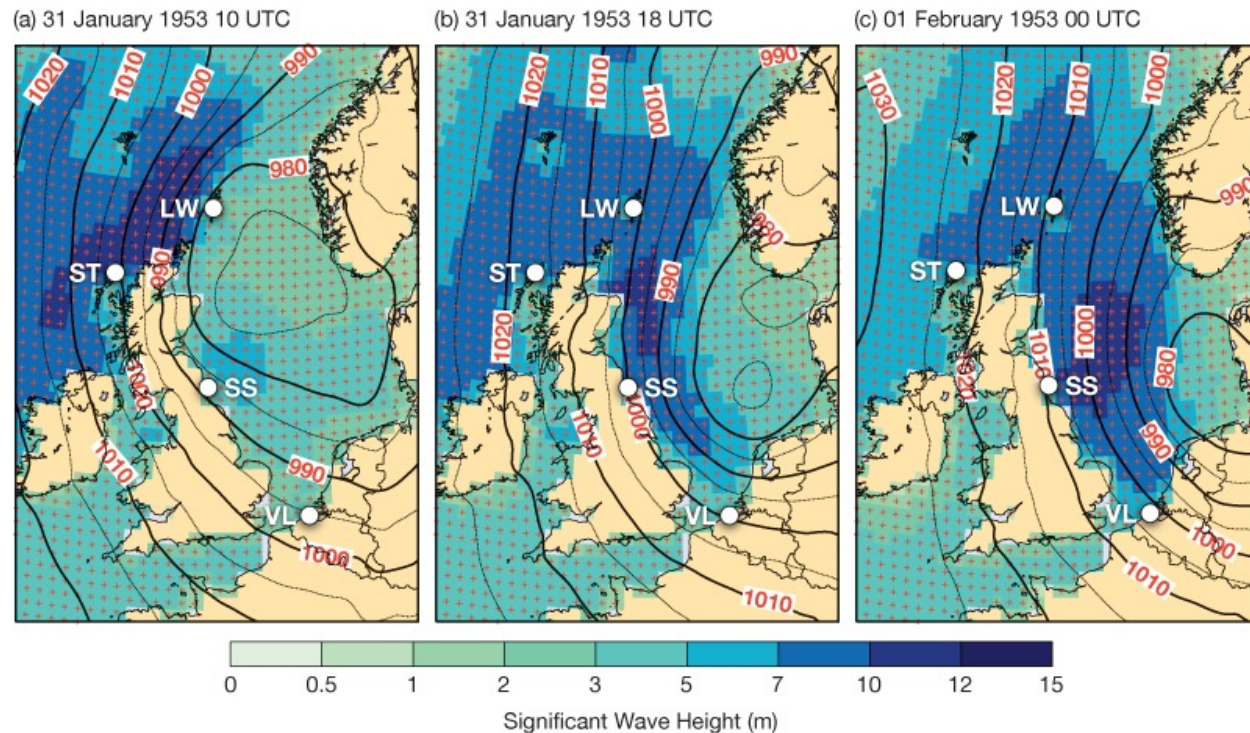 (a) 31 January 1953 10 UTC
1020
1010
1000
990
980
LW
ST
990
SS
1000
1010
990
VL
1000
(b) 31 January 1953 18 UTC
1020
1010
1000
990
980
LW
ST
990
1020
SS
1000
1010
VL
1010
(c) 01 February 1953 00 UTC
1030
1020
1010
1000
990
LW
ST
1000
980
1010
1020
SS
990
VL
1000
1010
0 0.5 1 2 3 5 7 10 12 15
Significant Wave Height (m)